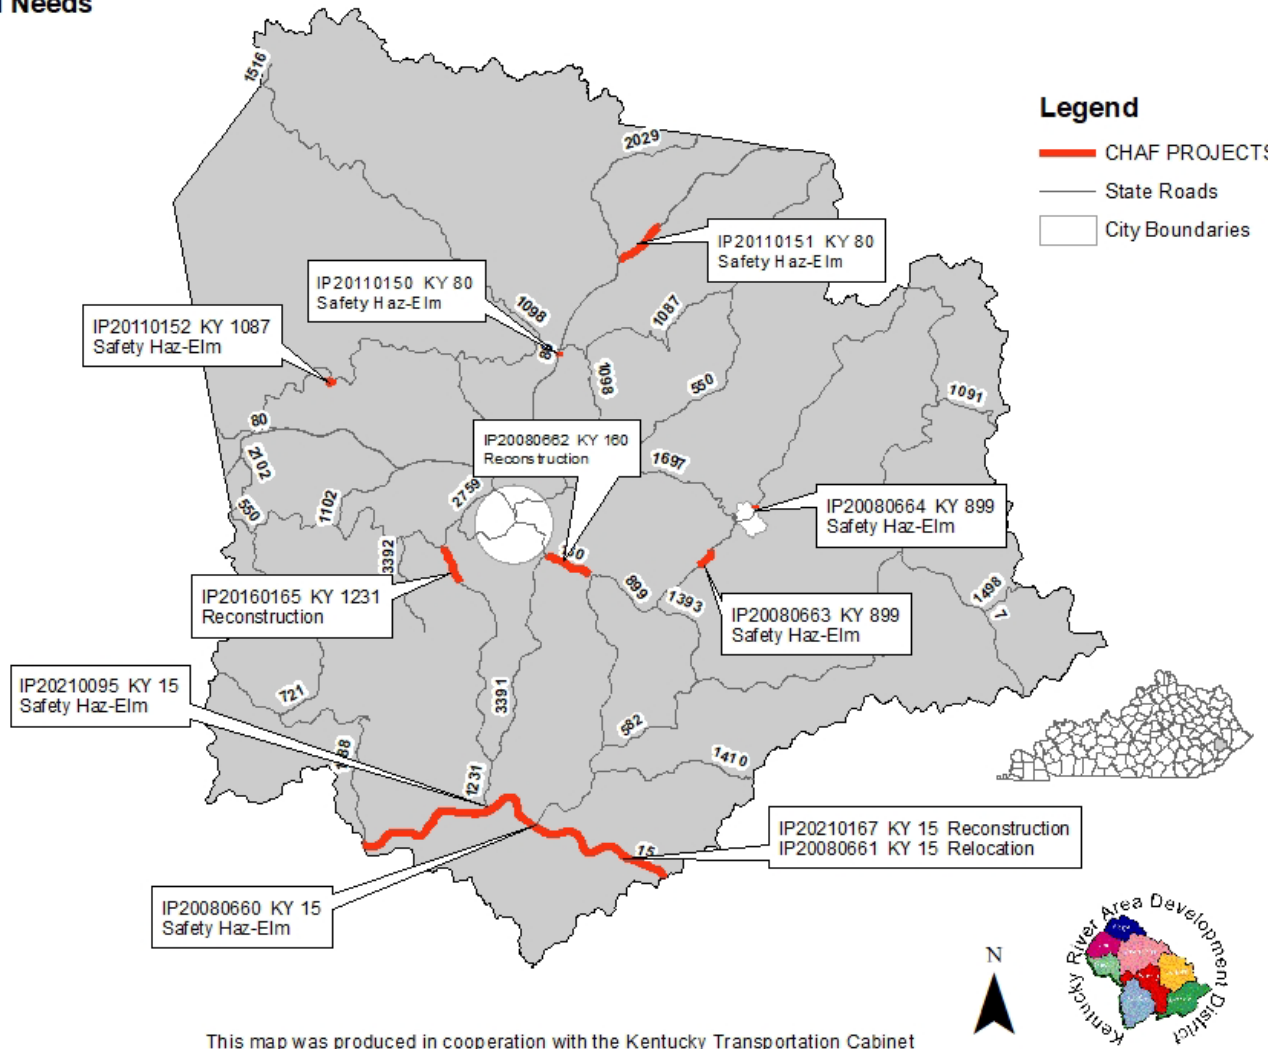 Needs
1516
2029
Legend
CHAF PROJECTS
State Roads
City Boundaries
IP20110151 KY 80
Safety Haz-Elm
IP20110150 KY 80
Safety Haz-Elm
1098
1087
IP20110152 KY 1087
Safety Haz-Elm
80
1098
550
1091
80
IP20080662 KY 160
Reconstruction
2102
1697
2759
550
1102
IP20080664 KY 899
Safety Haz-Elm
3392
160
IP20160165 KY 1231
Reconstruction
899
1393
1498
7
IP20080663 KY 899
Safety Haz-Elm
IP20210095 KY 15
Safety Haz-Elm
721
3391
582
1410
1231
IP20210167 KY 15 Reconstruction
IP20080661 KY 15 Relocation
15
IP20080660 KY 15
Safety Haz-Elm
N
Kentucky River Area Development District
This map was produced in cooperation with the Kentucky Transportation Cabinet